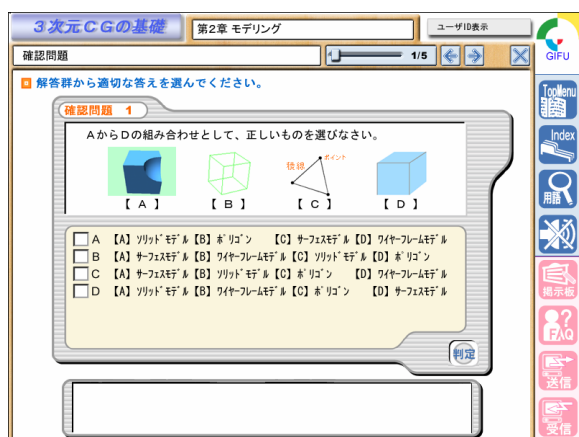 3次元CGの基礎
第2章 モデリング
ユーザID表示
確認問題
1/5
GIFU
解答群から適切な答えを選んでください。
確認問題 1
AからDの組み合わせとして、正しいものを選びなさい。
稜線
ポイント
【 A 】
【 B 】
【 C 】
【 D 】
A 【A】ソリッドモデル【B】ポリゴン 【C】サーフェスモデル【D】ワイヤーフレームモデル
B 【A】サーフェスモデル【B】ワイヤーフレームモデル【C】ソリッドモデル【D】ポリゴン
C 【A】サーフェスモデル【B】ソリッドモデル【C】ポリゴン 【D】ワイヤーフレームモデル
D 【A】ソリッドモデル【B】ワイヤーフレームモデル【C】ポリゴン 【D】サーフェスモデル
判定
TopMenu
Index
用語
掲示板
FAQ
送信
受信